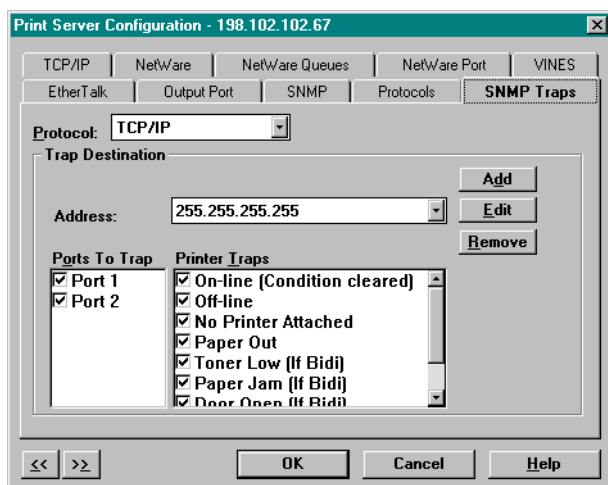 Print Server Configuration - 198.102.102.67
TCP/IP NetWare NetWare Queues NetWare Port VINES
EtherTalk Output Port SNMP Protocols SNMP Traps
Protocol: TCP/IP
Trap Destination
Add
Address: 255.255.255.255 Edit
Remove
Ports To Trap Printer Traps
Port 1 On-line (Condition cleared)
Port 2 Off-line
No Printer Attached
Paper Out
Toner Low (If Bidi)
Paper Jam (If Bidi)
Door Open (If Bidi)
<< >> OK Cancel Help